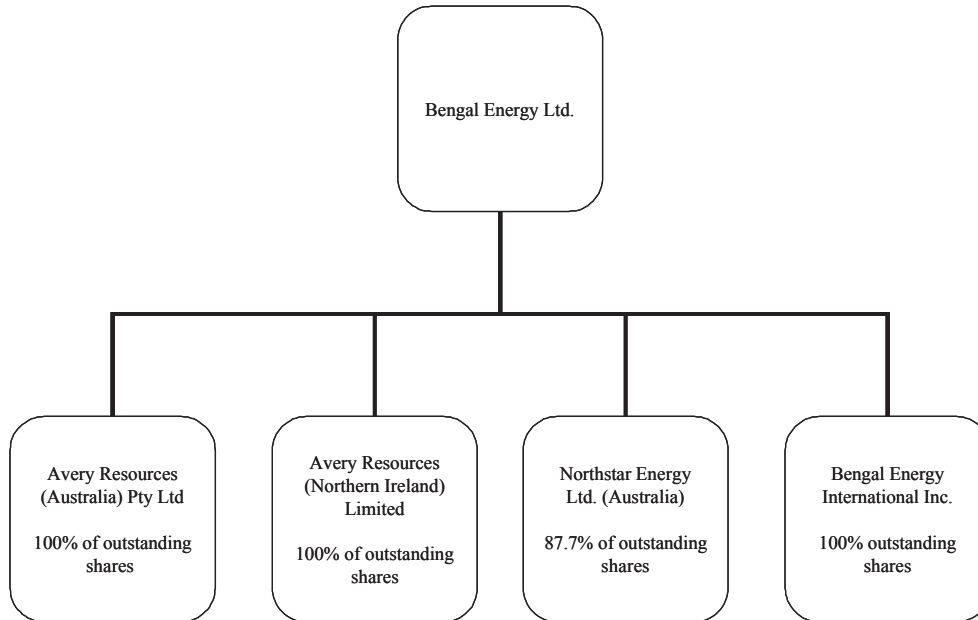 Bengal Energy Ltd.
Avery Resources
(Australia) Pty Ltd
100% of outstanding
shares
Avery Resources
(Northern Ireland)
Limited
100% of outstanding
shares
Northstar Energy
Ltd. (Australia)
87.7% of outstanding
shares
Bengal Energy
International Inc.
100% outstanding
shares